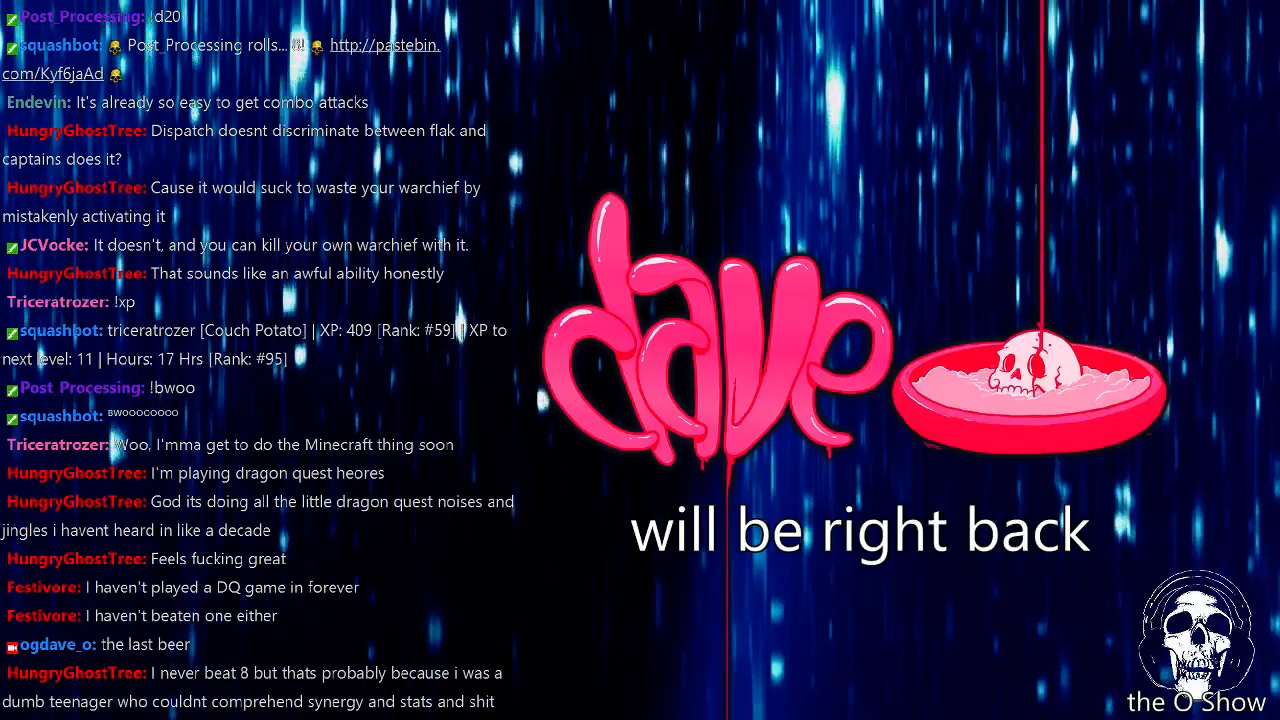 Post_Processing: !d20
squashbot: Post_Processing rolls... ! http://pastebin.
com/Kyf6jaAd
Endevin: It's already so easy to get combo attacks
HungryGhostTree: Dispatch doesnt discriminate between flak and
captains does it?
HungryGhostTree: Cause it would suck to waste your warchief by
mistakenly activating it
JCVocke: It doesn't, and you can kill your own warchief with it.
HungryGhostTree: That sounds like an awful ability honestly
Triceratrozer: !xp
squashbot: triceratrozer [Couch Potato] | XP: 409 [Rank: #59] | XP to
next level: 11 | Hours: 17 Hrs [Rank: #95]
Post_Processing: !bwoo
squashbot: ᴮᵂᴼᴼᴼᴼᴼᴼᴼ
Triceratrozer: Woo, I'mma get to do the Minecraft thing soon
HungryGhostTree: I'm playing dragon quest heores
HungryGhostTree: God its doing all the little dragon quest noises and
jingles i havent heard in like a decade
HungryGhostTree: Feels fucking great
Festivore: I haven't played a DQ game in forever
Festivore: I haven't beaten one either
ogdave_o: the last beer
HungryGhostTree: I never beat 8 but thats probably because i was a
dumb teenager who couldnt comprehend synergy and stats and shit
dave
will be right back
the O Show